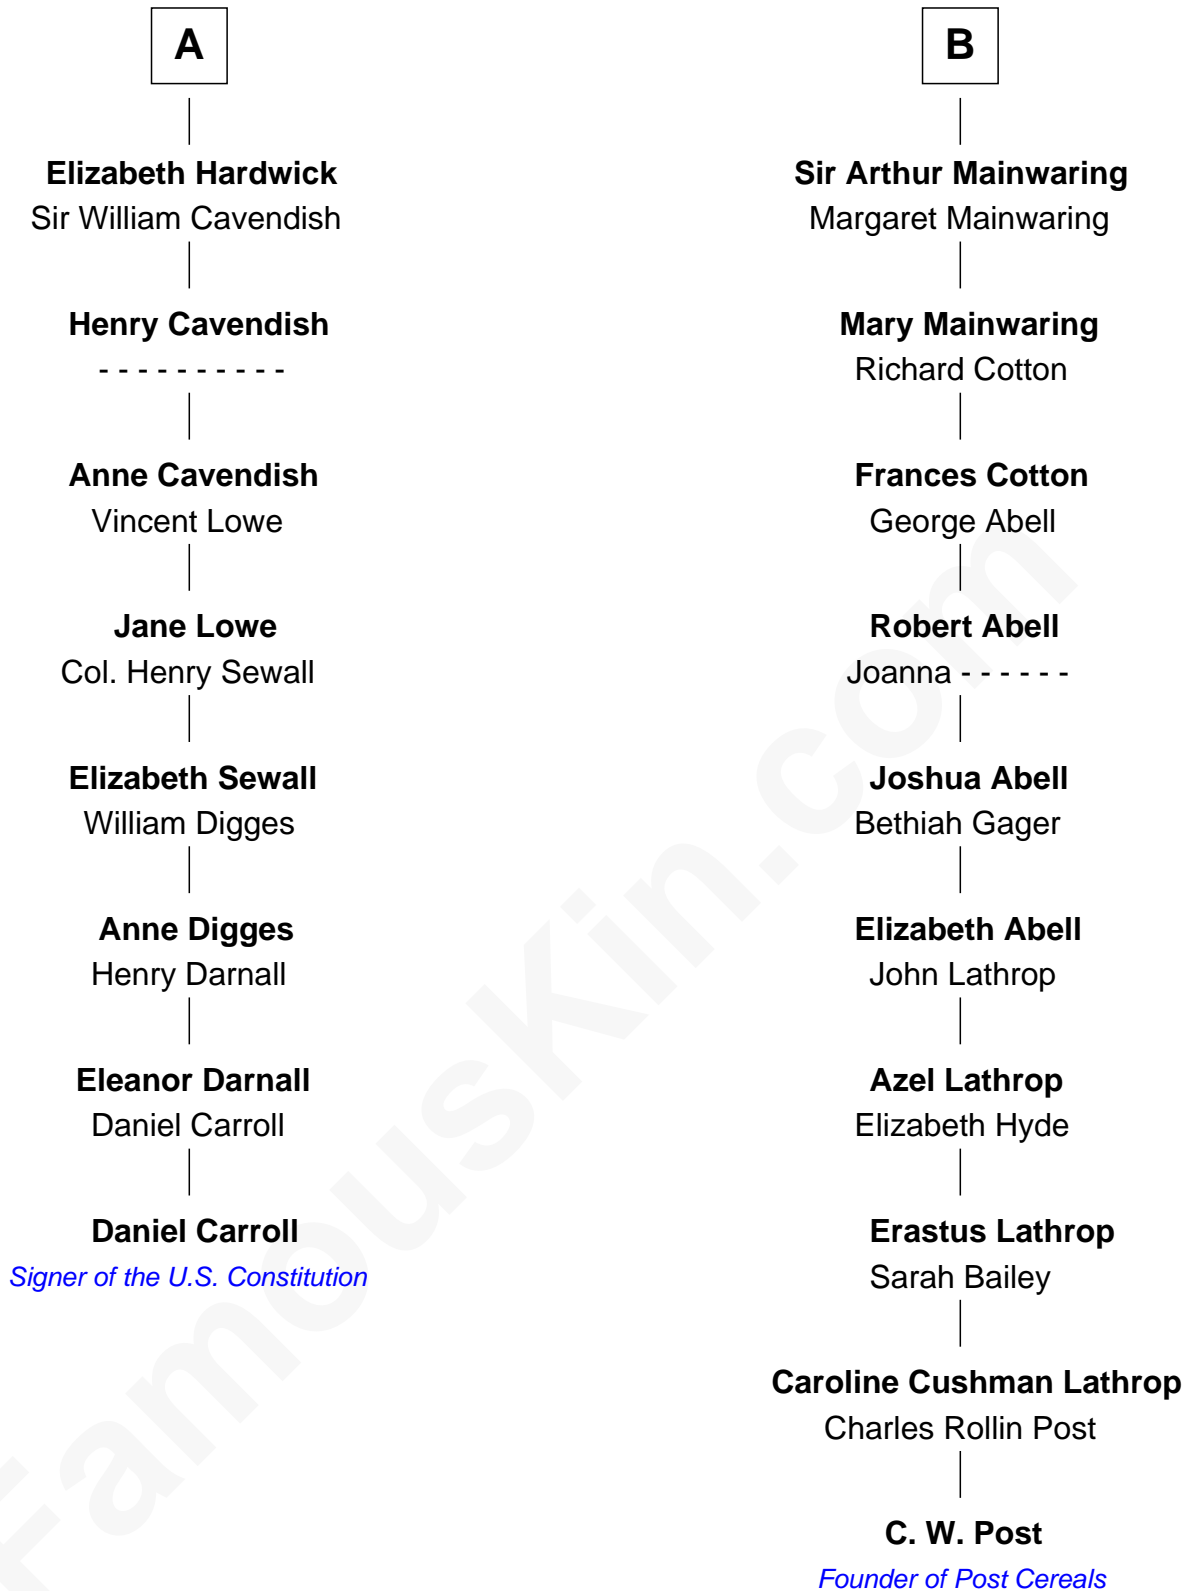 A
Elizabeth Hardwick
Sir William Cavendish
Henry Cavendish
- - - - - - - - - -
Anne Cavendish
Vincent Lowe
Jane Lowe
Col. Henry Sewall
Elizabeth Sewall
William Digges
Anne Digges
Henry Darnall
Eleanor Darnall
Daniel Carroll
Daniel Carroll
Signer of the U.S. Constitution
B
Sir Arthur Mainwaring
Margaret Mainwaring
Mary Mainwaring
Richard Cotton
Frances Cotton
George Abell
Robert Abell
Joanna - - - - - -
Joshua Abell
Bethiah Gager
Elizabeth Abell
John Lathrop
Azel Lathrop
Elizabeth Hyde
Erastus Lathrop
Sarah Bailey
Caroline Cushman Lathrop
Charles Rollin Post
C. W. Post
Founder of Post Cereals
FamousKin.com